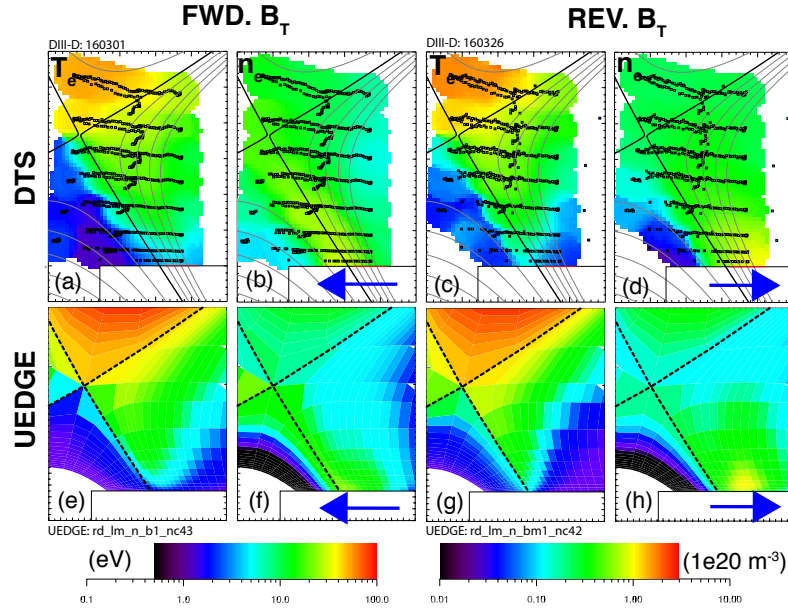 FWD. B_T REV. B_T
DIII-D: 160301 DIII-D: 160326
T_e n_e T_e n_e
DTS
(a) (b) (c) (d)
UEDGE
(e) (f) (g) (h)
UEDGE: rd_lm_n_b1_nc43 UEDGE: rd_lm_n_bm1_nc42
(eV) (1e20 m⁻³)
0.1 1.0 10.0 100.0 0.01 0.10 1.00 10.00